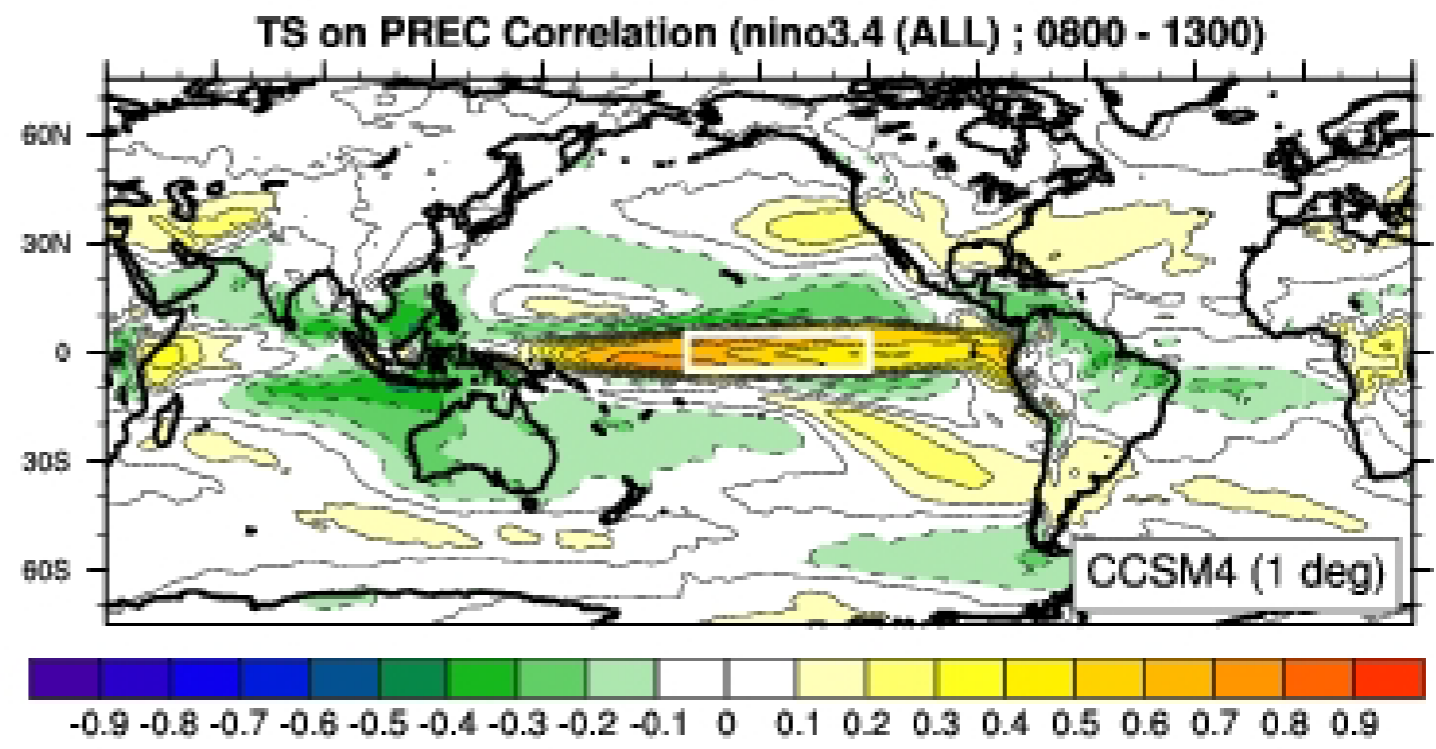 TS on PREC Correlation (nino3.4 (ALL) ; 0800 - 1300)
60N
30N
0
30S
60S
CCSM4 (1 deg)
-0.9 -0.8 -0.7 -0.6 -0.5 -0.4 -0.3 -0.2 -0.1 0 0.1 0.2 0.3 0.4 0.5 0.6 0.7 0.8 0.9